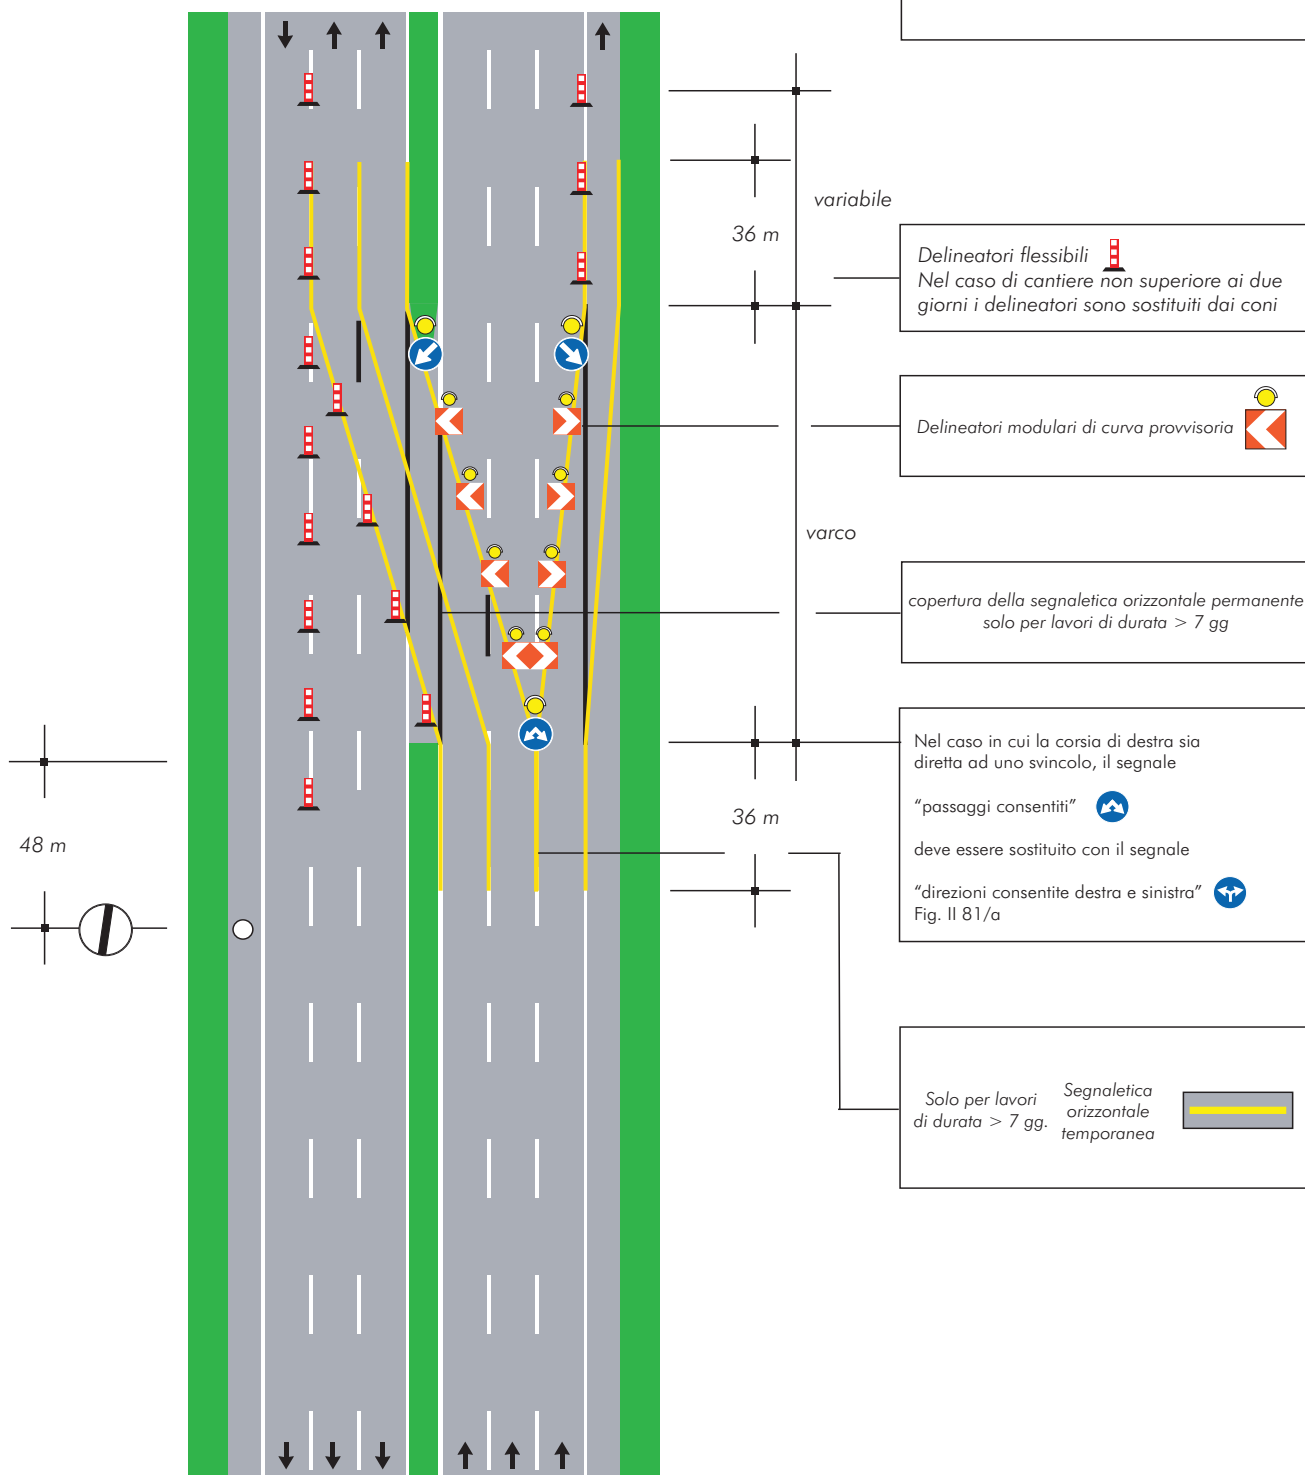 variabile
36 m
Delineatori flessibili
Nel caso di cantiere non superiore ai due
giorni i delineatori sono sostituiti dai coni
Delineatori modulari di curva provvisoria
varco
copertura della segnaletica orizzontale permanente
solo per lavori di durata > 7 gg
Nel caso in cui la corsia di destra sia
diretta ad uno svincolo, il segnale
“passaggi consentiti”
deve essere sostituito con il segnale
“direzioni consentite destra e sinistra”
Fig. II 81/a
36 m
48 m
Solo per lavori
di durata > 7 gg.
Segnaletica
orizzontale
temporanea